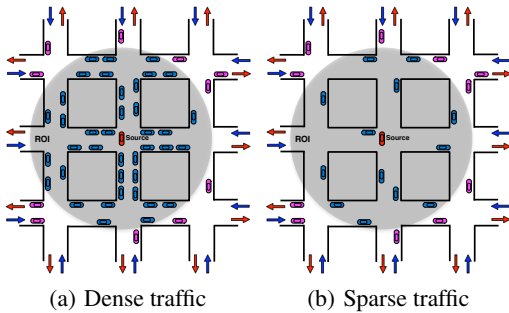 ROI
Source
ROI
Source
(a) Dense traffic
(b) Sparse traffic